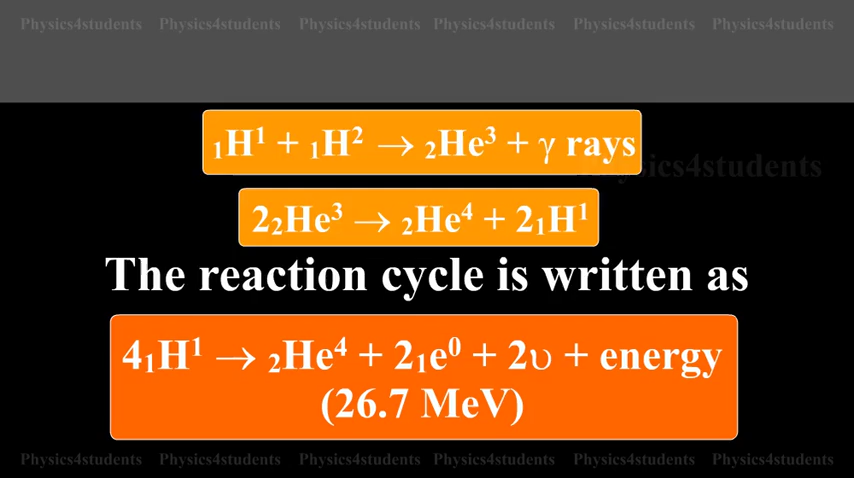 Physics4students Physics4students Physics4students Physics4students Physics4students Physics4students
₁H¹ + ₁H² → ₂He³ + γ rays
Physics4students
2₂He³ → ₂He⁴ + 2₁H¹
The reaction cycle is written as
4₁H¹ → ₂He⁴ + 2₁e⁰ + 2υ + energy
(26.7 MeV)
Physics4students Physics4students Physics4students Physics4students Physics4students Physics4students